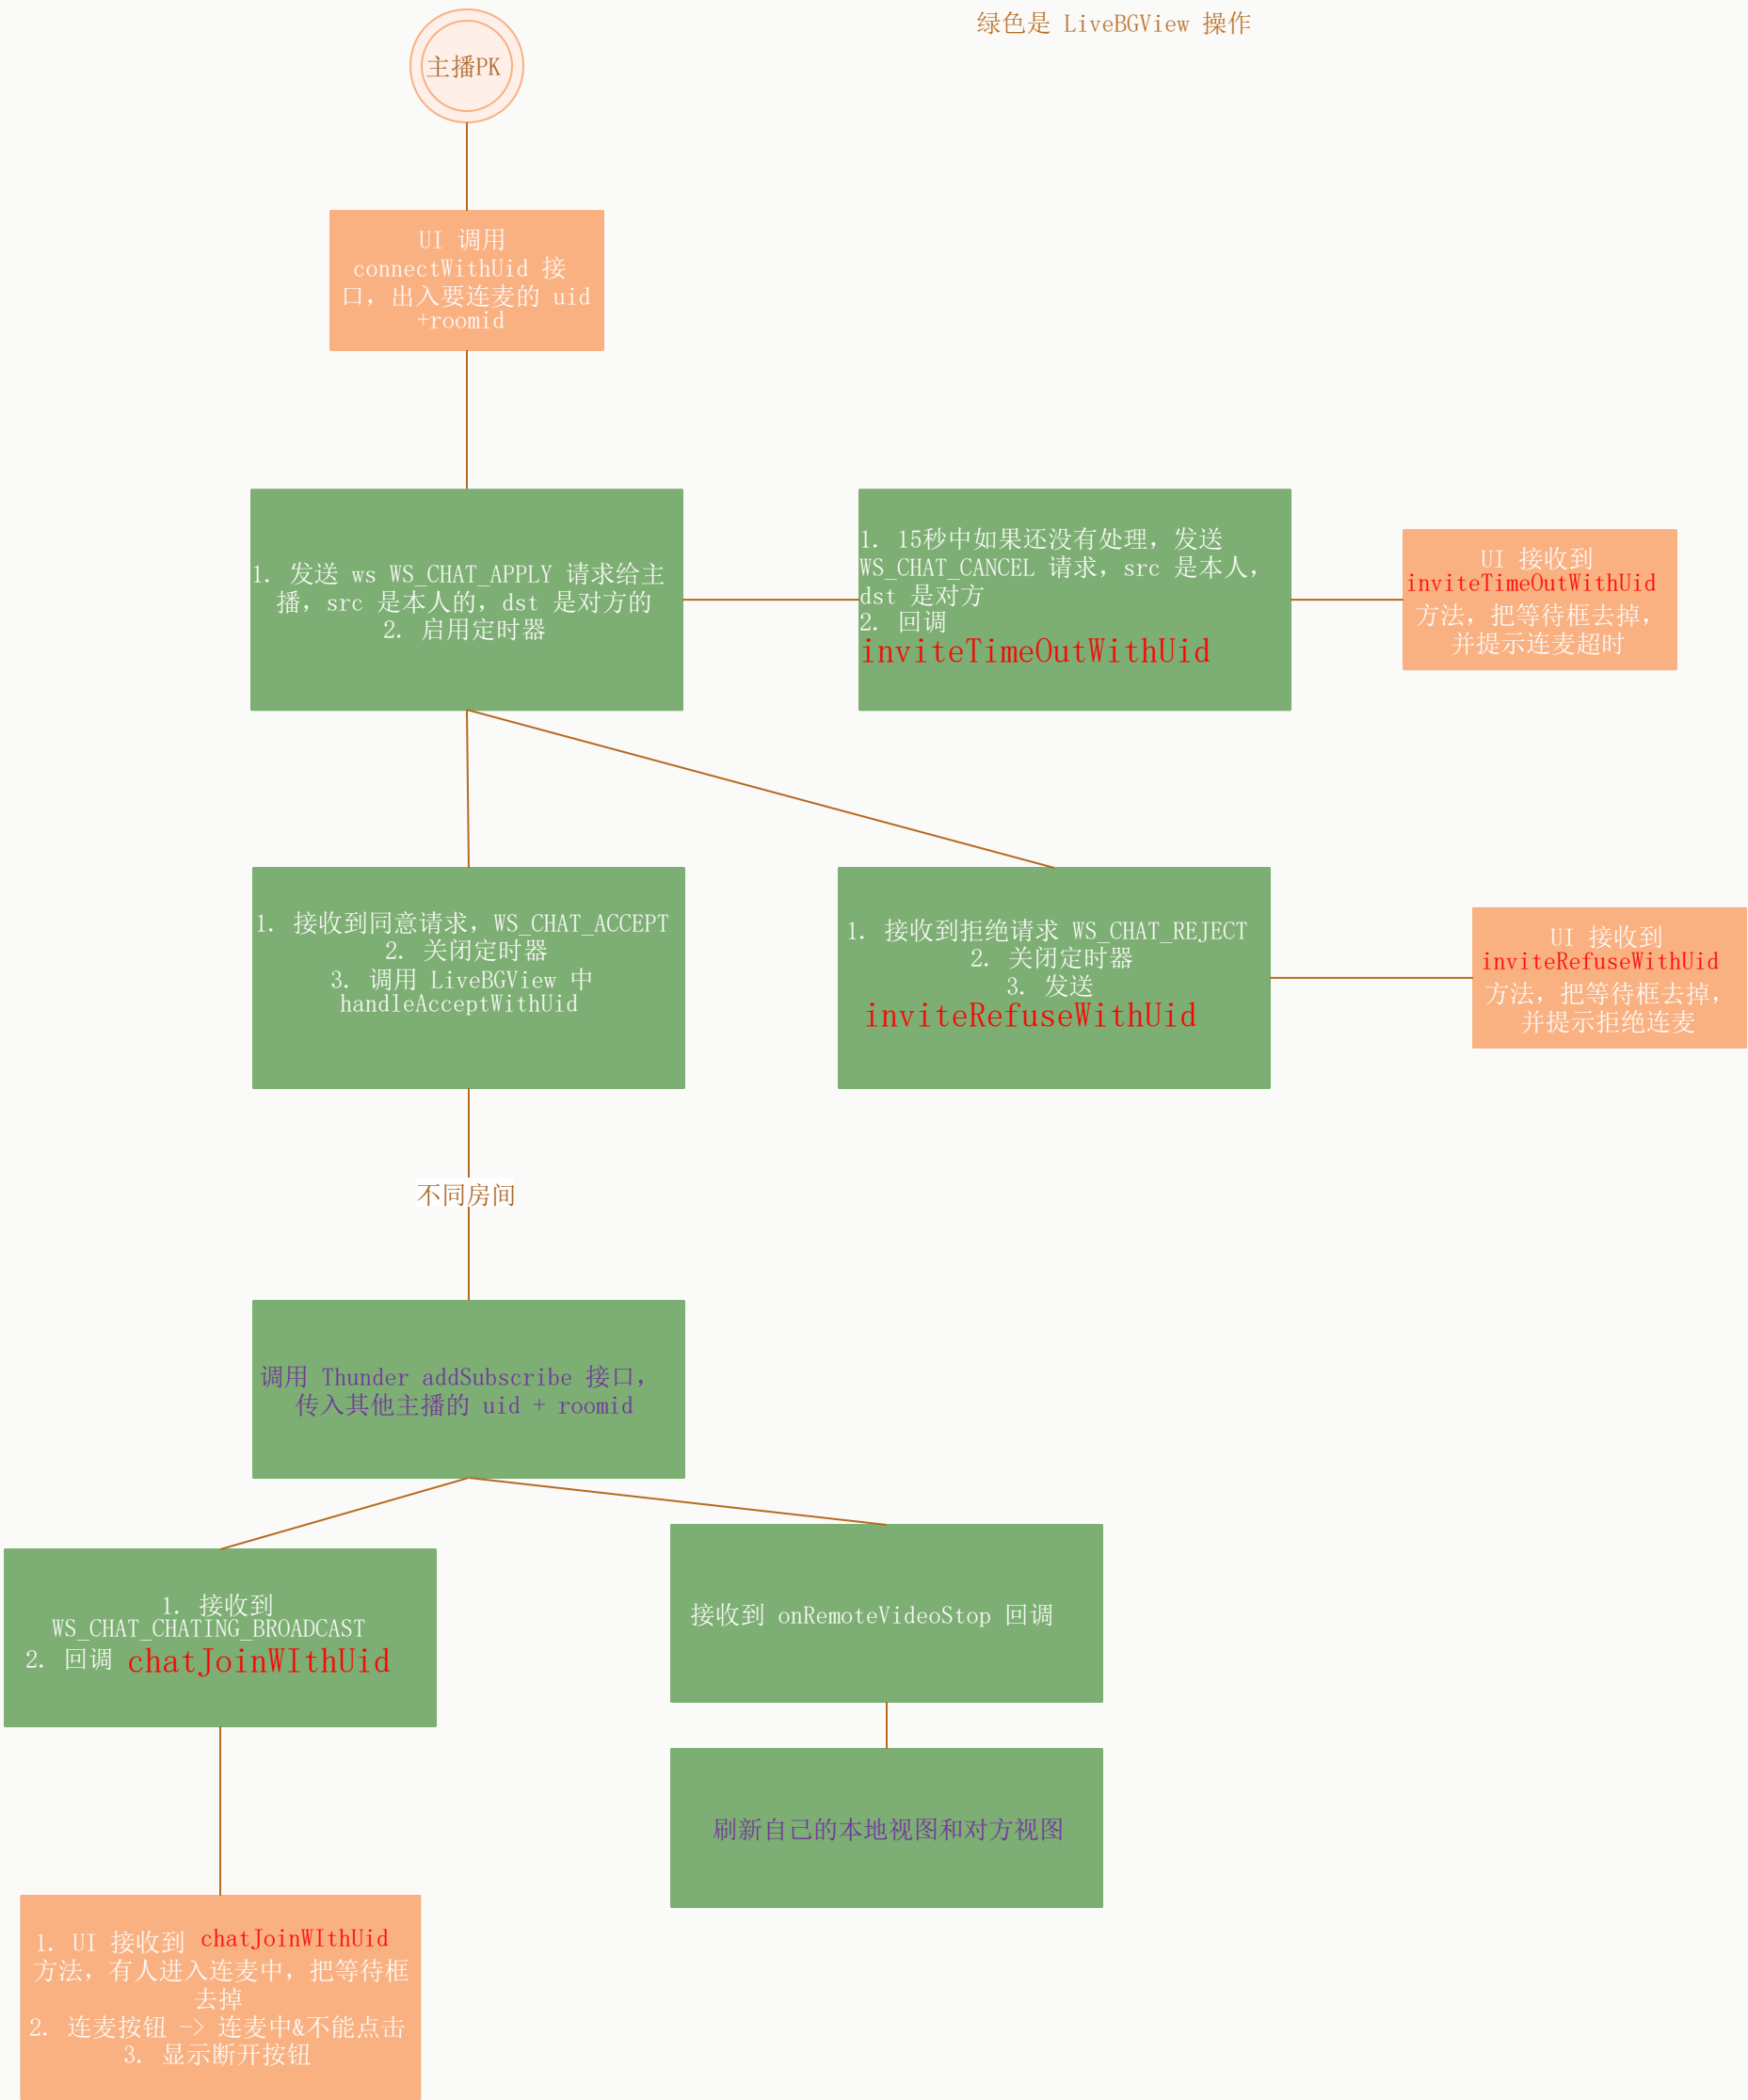 绿色是 LiveBGView 操作
主播PK
UI 调用
connectWithUid 接
口，出入要连麦的 uid
+roomid
1. 发送 ws WS_CHAT_APPLY 请求给主
播，src 是本人的，dst 是对方的
2. 启用定时器
1. 15秒中如果还没有处理，发送
WS_CHAT_CANCEL 请求，src 是本人，
dst 是对方
2. 回调
inviteTimeOutWithUid
UI 接收到
inviteTimeOutWithUid
方法，把等待框去掉，
并提示连麦超时
1. 接收到同意请求，WS_CHAT_ACCEPT
2. 关闭定时器
3. 调用 LiveBGView 中
handleAcceptWithUid
1. 接收到拒绝请求 WS_CHAT_REJECT
2. 关闭定时器
3. 发送
inviteRefuseWithUid
UI 接收到
inviteRefuseWithUid
方法，把等待框去掉，
并提示拒绝连麦
不同房间
调用 Thunder addSubscribe 接口，
传入其他主播的 uid + roomid
1. 接收到
WS_CHAT_CHATING_BROADCAST
2. 回调 chatJoinWIthUid
接收到 onRemoteVideoStop 回调
刷新自己的本地视图和对方视图
1. UI 接收到 chatJoinWIthUid
方法，有人进入连麦中，把等待框
去掉
2. 连麦按钮 -> 连麦中&不能点击
3. 显示断开按钮